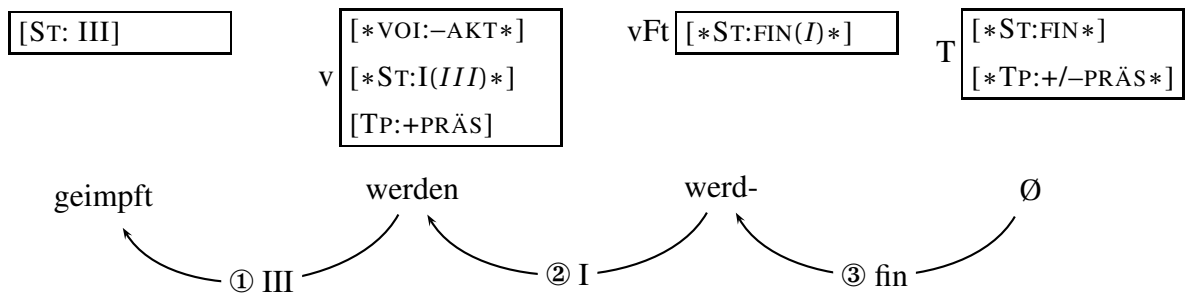 [ST: III]
[∗VOI:–AKT∗]
v [∗ST:I(III)∗]
[TP:+PRÄS]
vFt [∗ST:FIN(I)∗]
T [∗ST:FIN∗]
[∗TP:+/–PRÄS∗]
geimpft werden werd- Ø
① III ② I ③ fin